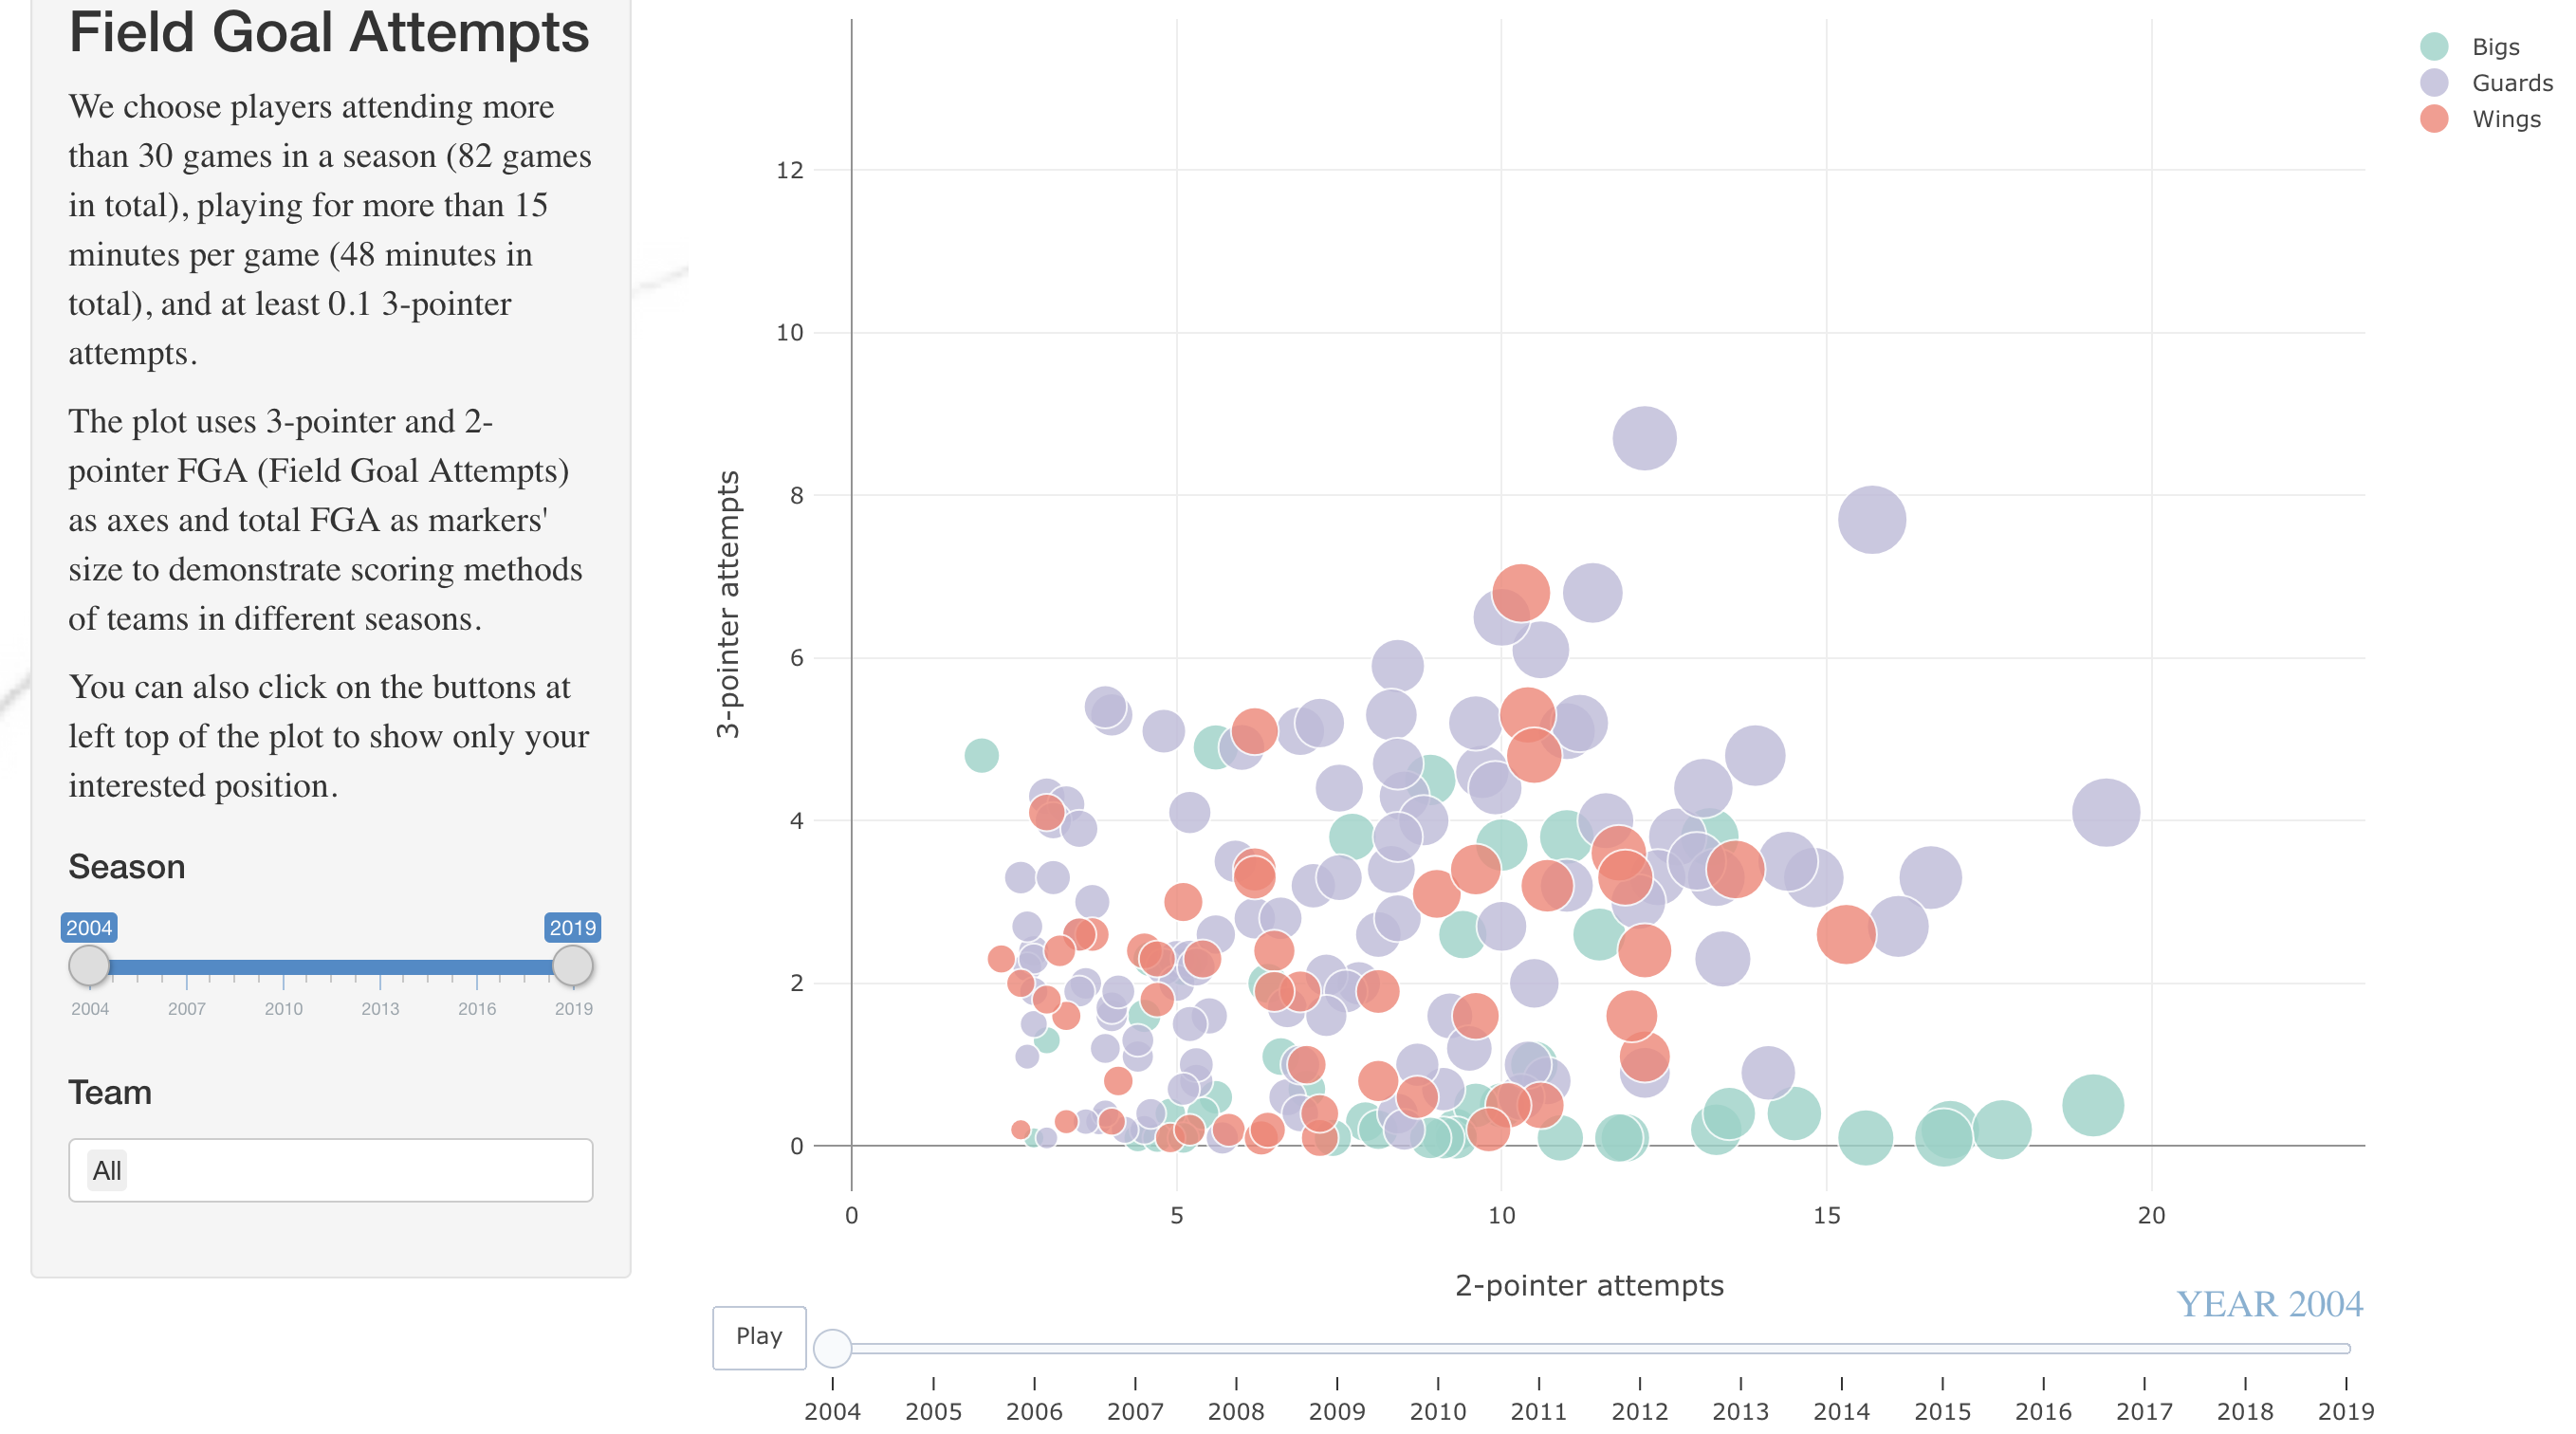 Field Goal Attempts
We choose players attending more
than 30 games in a season (82 games
in total), playing for more than 15
minutes per game (48 minutes in
total), and at least 0.1 3-pointer
attempts.
The plot uses 3-pointer and 2-
pointer FGA (Field Goal Attempts)
as axes and total FGA as markers'
size to demonstrate scoring methods
of teams in different seasons.
You can also click on the buttons at
left top of the plot to show only your
interested position.
Season
2004 2019
2004 2007 2010 2013 2016 2019
Team
All
12
10
8
6
4
2
0
3-pointer attempts
0 5 10 15 20
2-pointer attempts
Bigs
Guards
Wings
YEAR 2004
Play
2004 2005 2006 2007 2008 2009 2010 2011 2012 2013 2014 2015 2016 2017 2018 2019